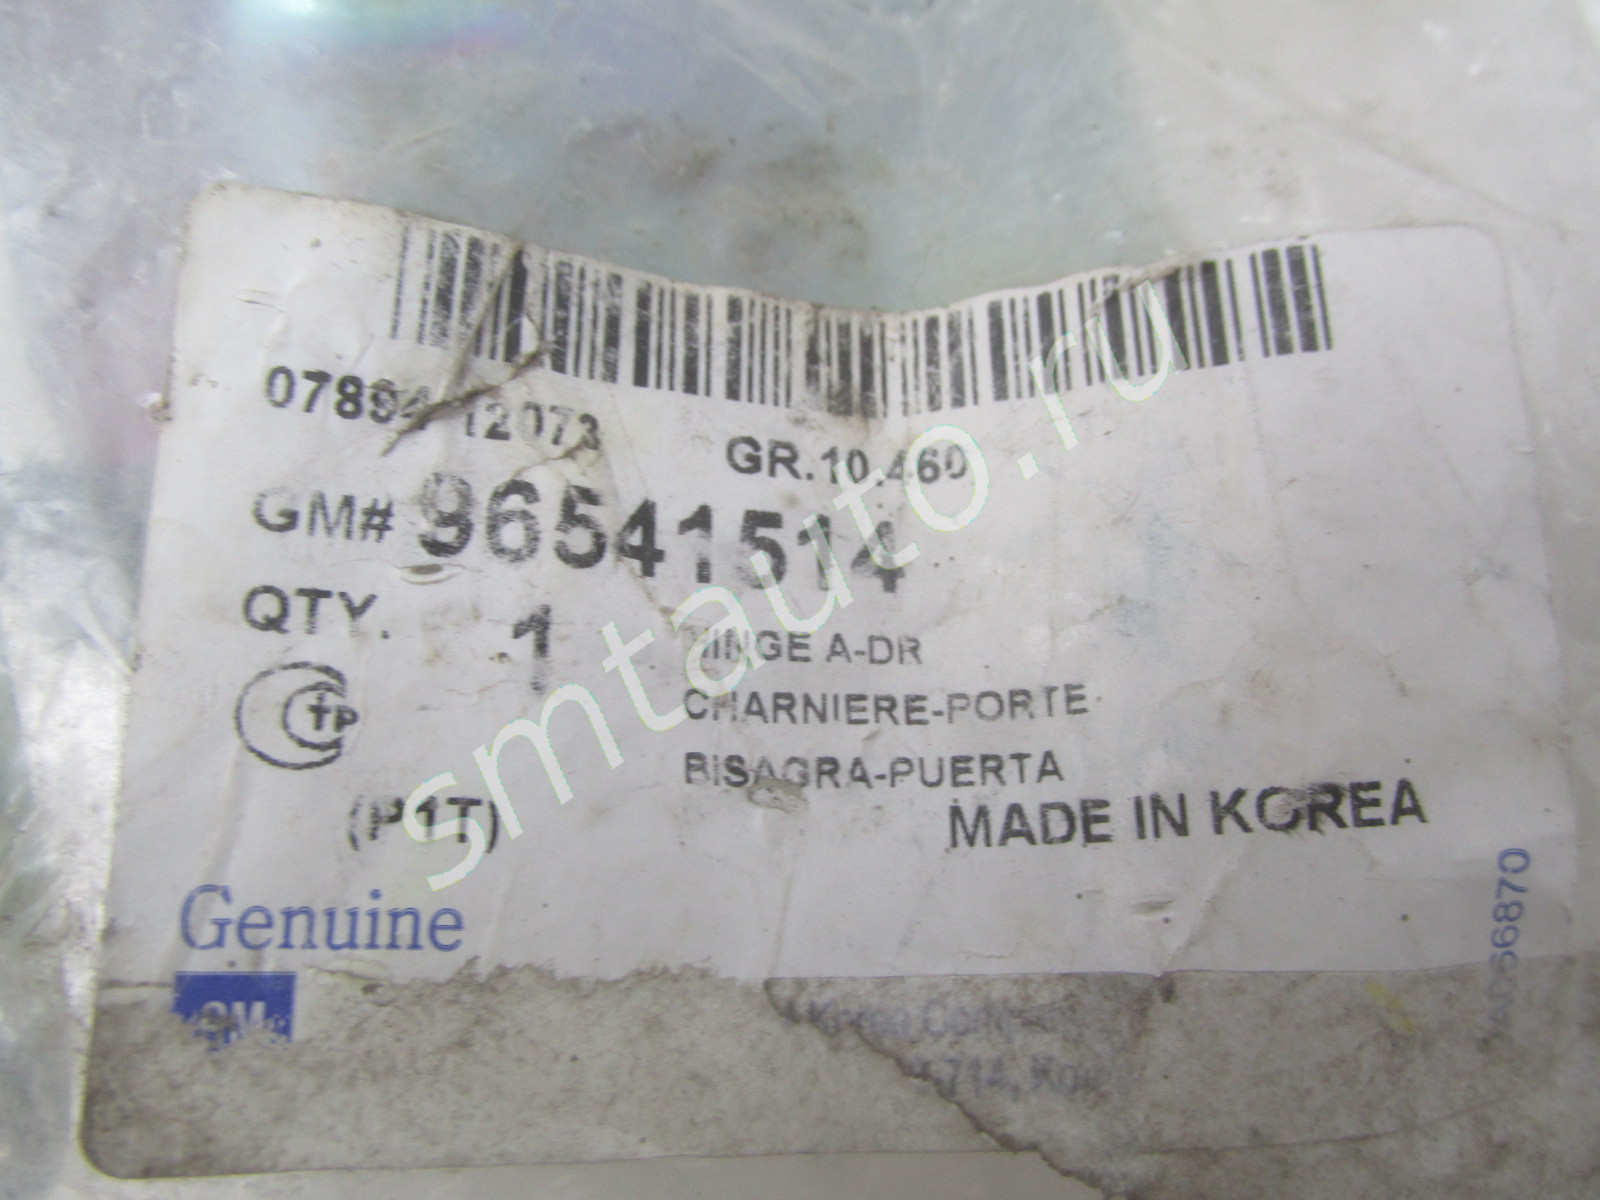 07894 12073
GR.10.460
GM# 96541514
QTY. 1
HINGE A-DR
CHARNIERE-PORTE
BISAGRA-PUERTA
(P1T)
MADE IN KOREA
Genuine
GM
714,
smtauto.ru